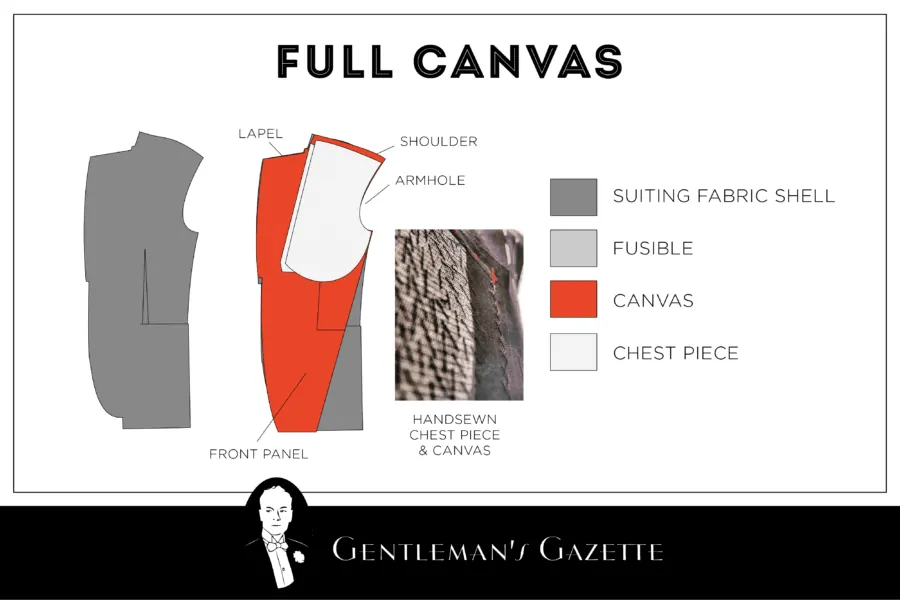 FULL CANVAS
LAPEL
SHOULDER
ARMHOLE
SUITING FABRIC SHELL
FUSIBLE
CANVAS
CHEST PIECE
HANDSEWN
CHEST PIECE
& CANVAS
FRONT PANEL
GENTLEMAN'S GAZETTE